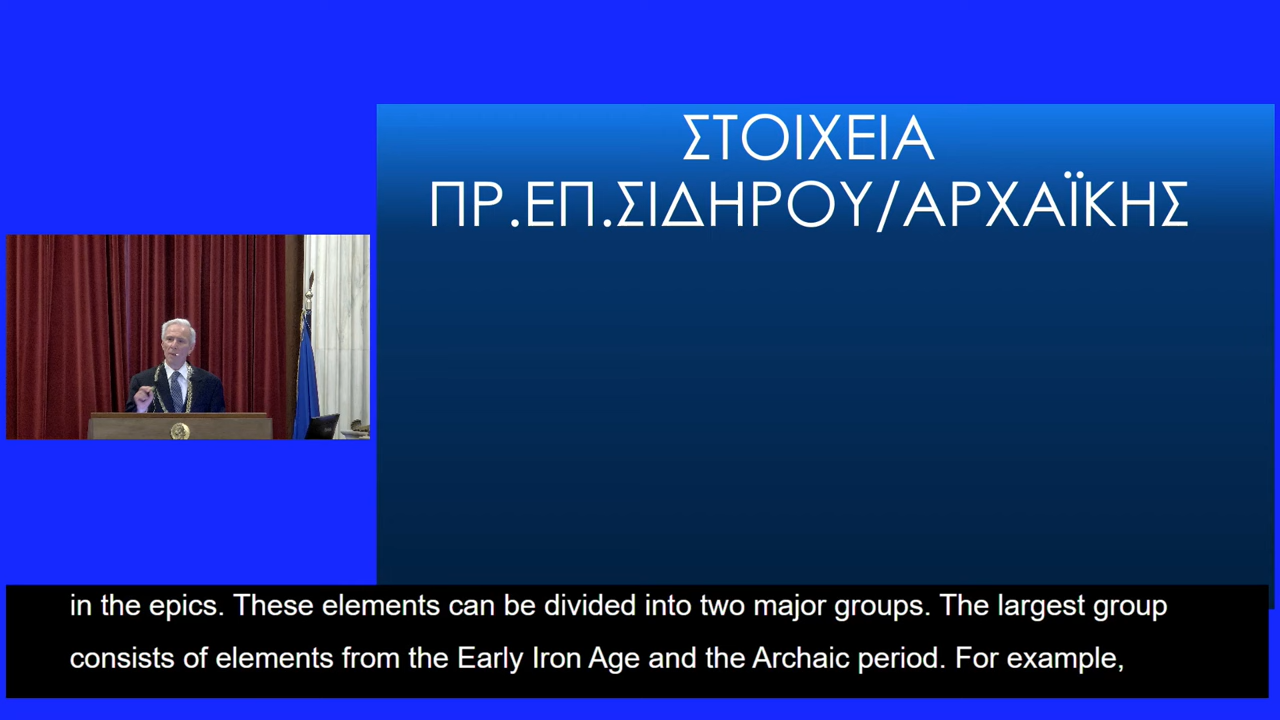 ΣΤΟΙΧΕΙΑ
ΠΡ.ΕΠ.ΣΙΔΗΡΟΥ/ΑΡΧΑΪΚΗΣ
in the epics. These elements can be divided into two major groups. The largest group
consists of elements from the Early Iron Age and the Archaic period. For example,